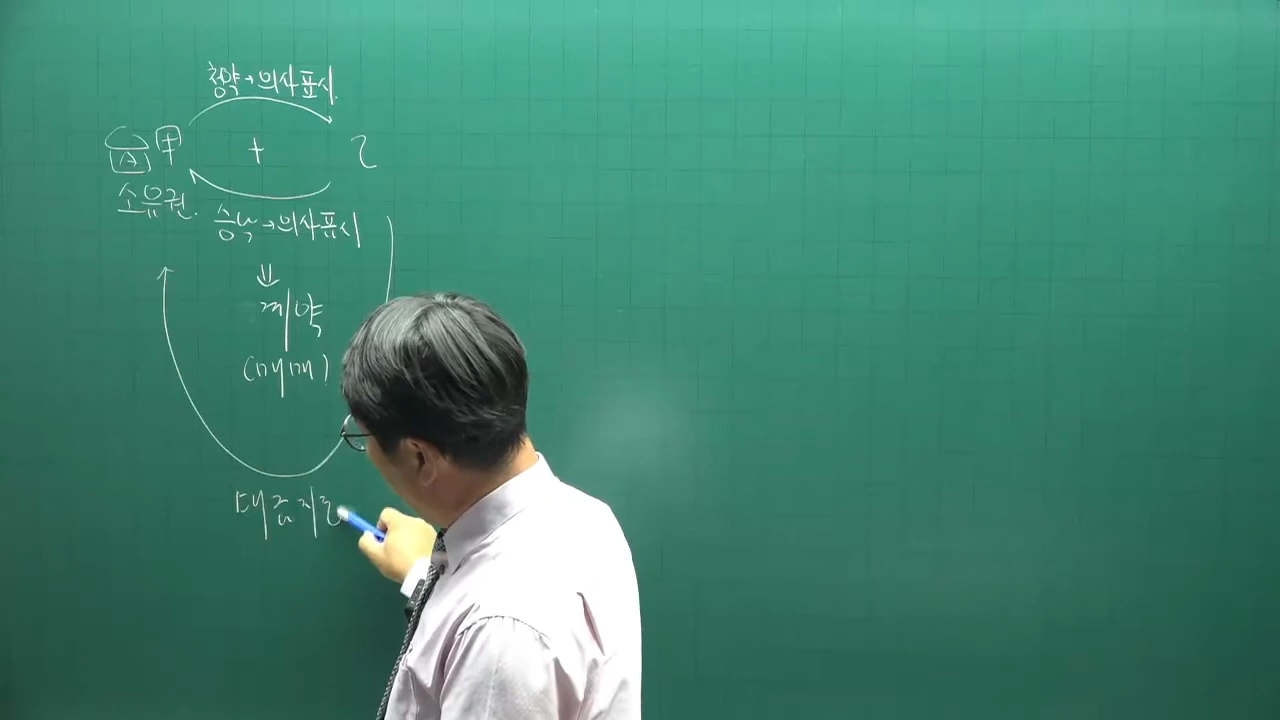 청약→의사표시.
A 甲 + 乙
소유권.
승낙→의사표시
⇓
계약
(매매)
대금지급